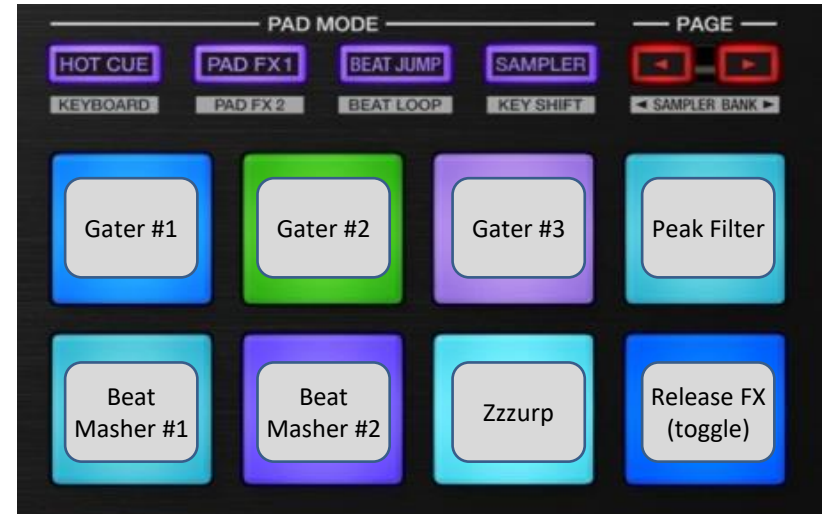 PAD MODE
PAGE
HOT CUE
PAD FX1
BEAT JUMP
SAMPLER
KEYBOARD
PAD FX 2
BEAT LOOP
KEY SHIFT
◄ SAMPLER BANK ►
Gater #1
Gater #2
Gater #3
Peak Filter
Beat
Masher #1
Beat
Masher #2
Zzzurp
Release FX
(toggle)